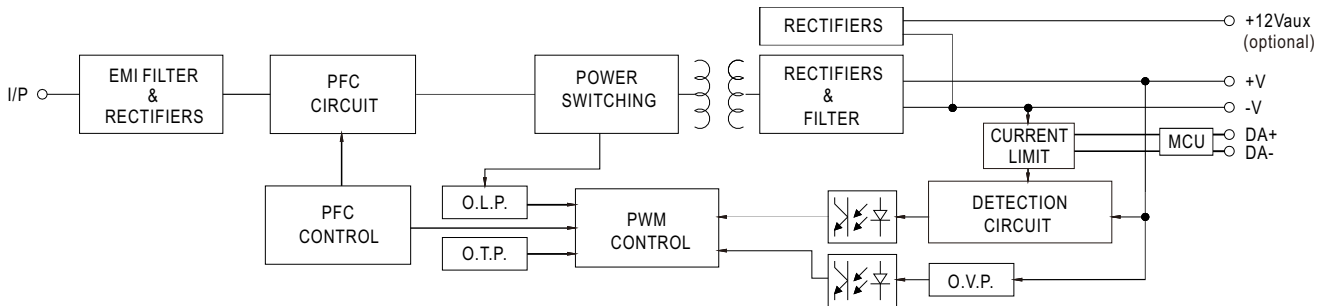 RECTIFIERS
+12Vaux
(optional)
I/P
EMI FILTER
&
RECTIFIERS
PFC
CIRCUIT
POWER
SWITCHING
RECTIFIERS
&
FILTER
+V
-V
CURRENT
LIMIT
MCU
DA+
DA-
PFC
CONTROL
O.L.P.
O.T.P.
PWM
CONTROL
DETECTION
CIRCUIT
O.V.P.